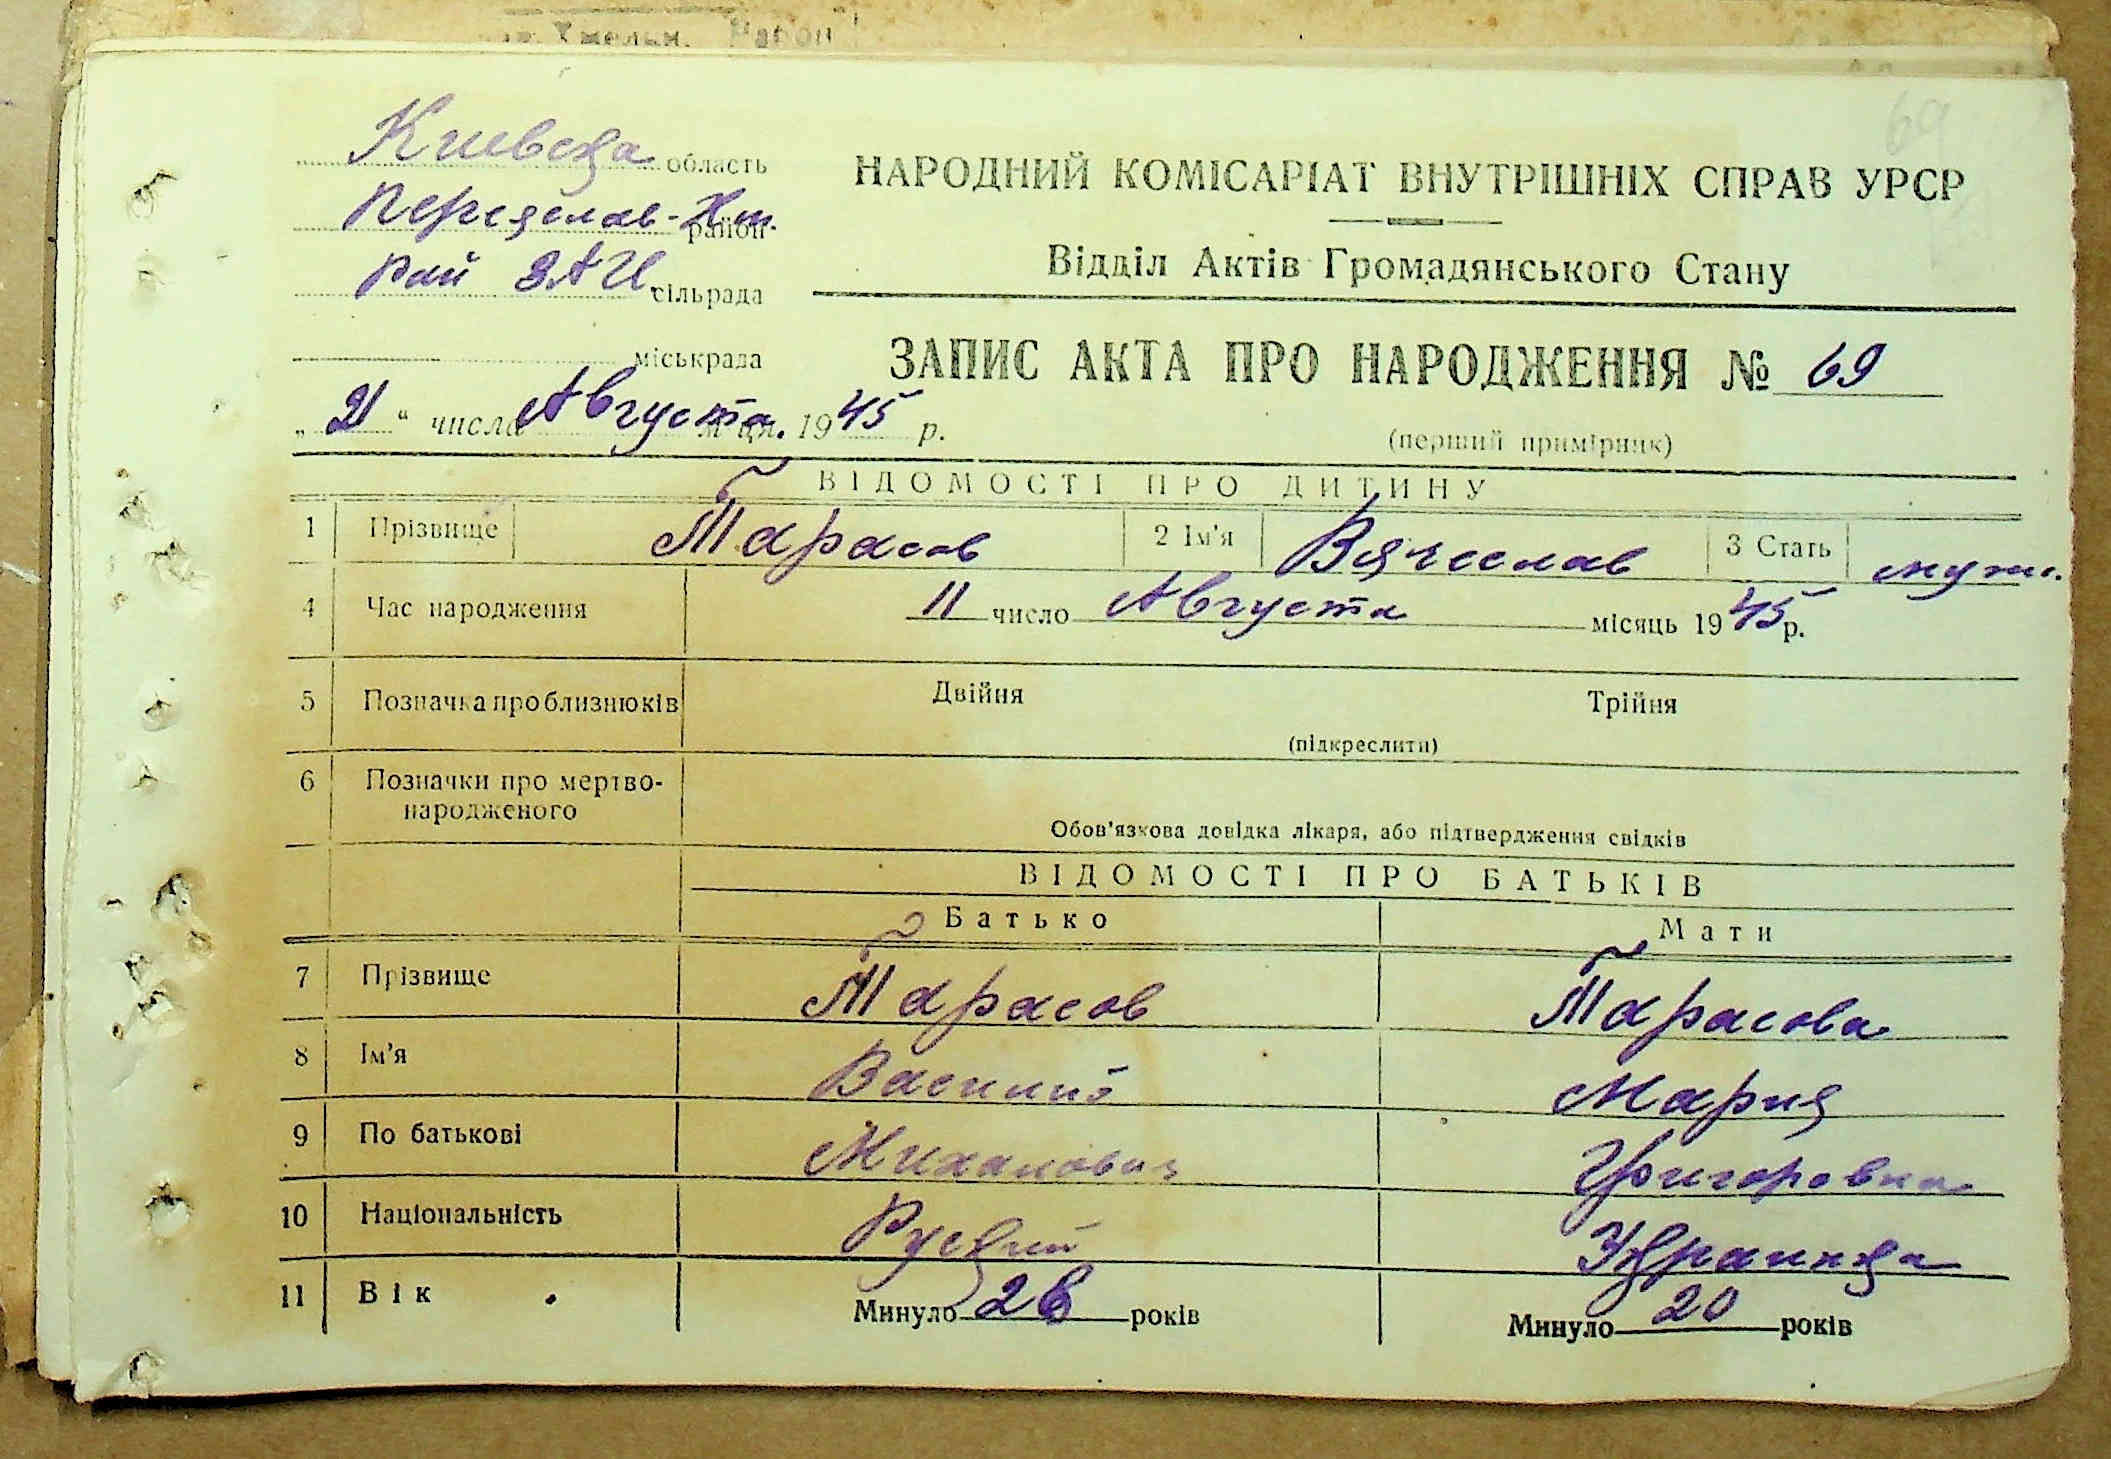 Хмельн. Район
69
Киевска область
Переяслав-Хм. район
Рай ЗАГС сільрада
міськрада
„21“ числа Августа м-ця. 1945 р.
НАРОДНИЙ КОМІСАРІАТ ВНУТРІШНІХ СПРАВ УРСР
Відділ Актів Громадянського Стану
ЗАПИС АКТА ПРО НАРОДЖЕННЯ № 69
(перший примірник)
ВІДОМОСТІ ПРО ДИТИНУ
1 Прізвище Тарасов 2 Ім'я Вячеслав 3 Стать муж.
4 Час народження 11 число Августа місяць 1945 р.
5 Позначка про близнюків Двійня Трійня
(підкреслити)
6 Позначки про мертво-
народженого
Обов'язкова довідка лікаря, або підтвердження свідків
ВІДОМОСТІ ПРО БАТЬКІВ
Батько Мати
7 Прізвище Тарасов Тарасова
8 Ім'я Василий Мария
9 По батькові Михайлович Григоровна
10 Національність Руский Украинка
11 Вік Минуло 26 років Минуло 20 років